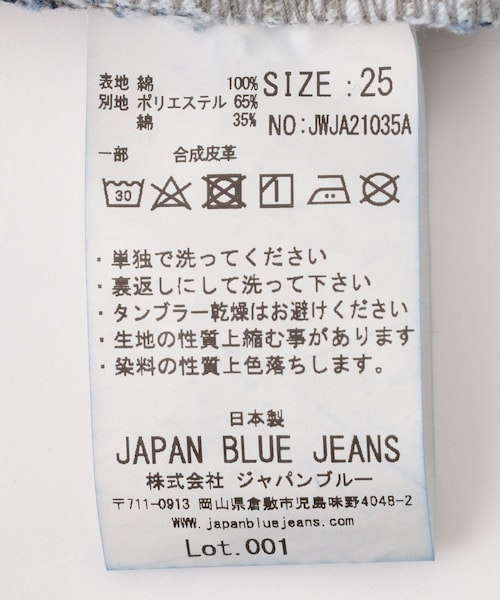 表地 綿 100% SIZE : 25
別地 ポリエステル 65%
綿 35% NO:JWJA21035A
一部 合成皮革
30
・単独で洗ってください
・裏返しにして洗って下さい
・タンブラー乾燥はお避けください
・生地の性質上縮む事があります
・染料の性質上色落ちします。
日本製
JAPAN BLUE JEANS
株式会社 ジャパンブルー
〒711-0913 岡山県倉敷市児島味野4048-2
WWW.japanbluejeans.com
Lot.001